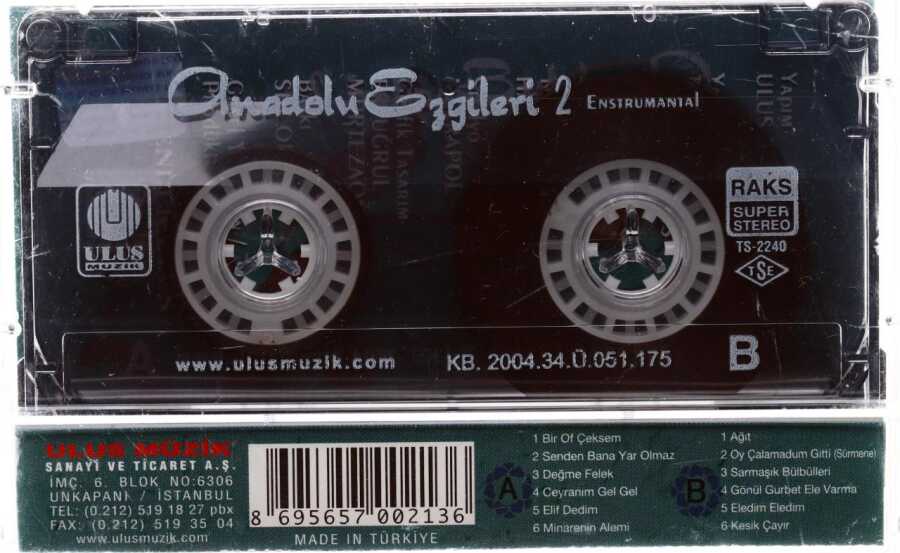 Anadolu Ezgileri 2 ENSTRUMANTAL
ULUS
MUZİK
RAKS
SUPER
STEREO
TS-2240
TSE
www.ulusmuzik.com
KB. 2004.34.Ü.051.175
B
ULUS MÜZİK
SANAYİ VE TİCARET A.Ş.
İMÇ. 6. BLOK NO:6306
UNKAPANI / İSTANBUL
TEL: (0.212) 519 18 27 pbx
FAX: (0.212) 519 35 04
www.ulusmuzik.com
8 695657 002136
MADE IN TÜRKİYE
A
1 Bir Of Çeksem
2 Senden Bana Yar Olmaz
3 Değme Felek
4 Ceyranım Gel Gel
5 Elif Dedim
6 Minarenin Alemi
B
1 Ağıt
2 Oy Çalamadum Gitti (Sürmene)
3 Sarmaşık Bülbülleri
4 Gönül Gurbet Ele Varma
5 Eledim Eledim
6 Kesik Çayır